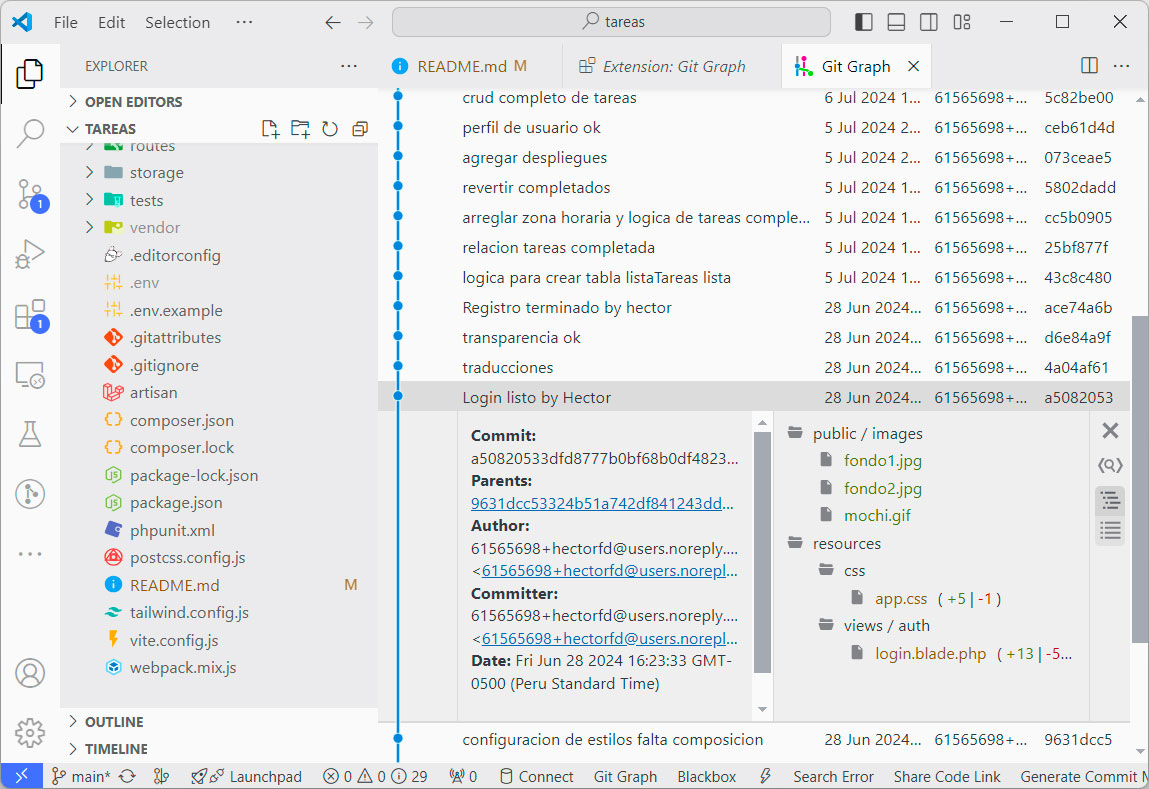 File Edit Selection ··· tareas
EXPLORER ···
README.md M Extension: Git Graph Git Graph ···
OPEN EDITORS
TAREAS
routes
storage
tests
vendor
.editorconfig
.env
.env.example
.gitattributes
.gitignore
artisan
composer.json
composer.lock
package-lock.json
package.json
phpunit.xml
postcss.config.js
README.md M
tailwind.config.js
vite.config.js
webpack.mix.js
OUTLINE
TIMELINE
1
1
crud completo de tareas 6 Jul 2024 1... 61565698+... 5c82be00
perfil de usuario ok 5 Jul 2024 2... 61565698+... ceb61d4d
agregar despliegues 5 Jul 2024 2... 61565698+... 073ceae5
revertir completados 5 Jul 2024 1... 61565698+... 5802dadd
arreglar zona horaria y logica de tareas comple... 5 Jul 2024 1... 61565698+... cc5b0905
relacion tareas completada 5 Jul 2024 1... 61565698+... 25bf877f
logica para crear tabla listaTareas lista 5 Jul 2024 1... 61565698+... 43c8c480
Registro terminado by hector 28 Jun 2024... 61565698+... ace74a6b
transparencia ok 28 Jun 2024... 61565698+... d6e84a9f
traducciones 28 Jun 2024... 61565698+... 4a04af61
Login listo by Hector 28 Jun 2024... 61565698+... a5082053
Commit:
a50820533dfd8777b0bf68b0df4823...
Parents:
9631dcc53324b51a742df841243dd...
Author:
61565698+hectorfd@users.noreply....
<61565698+hectorfd@users.norepl...
Committer:
61565698+hectorfd@users.noreply....
<61565698+hectorfd@users.norepl...
Date: Fri Jun 28 2024 16:23:33 GMT-
0500 (Peru Standard Time)
public / images
fondo1.jpg
fondo2.jpg
mochi.gif
resources
css
app.css ( +5 | -1 )
views / auth
login.blade.php ( +13 | -5...
configuracion de estilos falta composicion 28 Jun 2024... 61565698+... 9631dcc5
main* Launchpad 0 0 29 0 Connect Git Graph Blackbox Search Error Share Code Link Generate Commit M